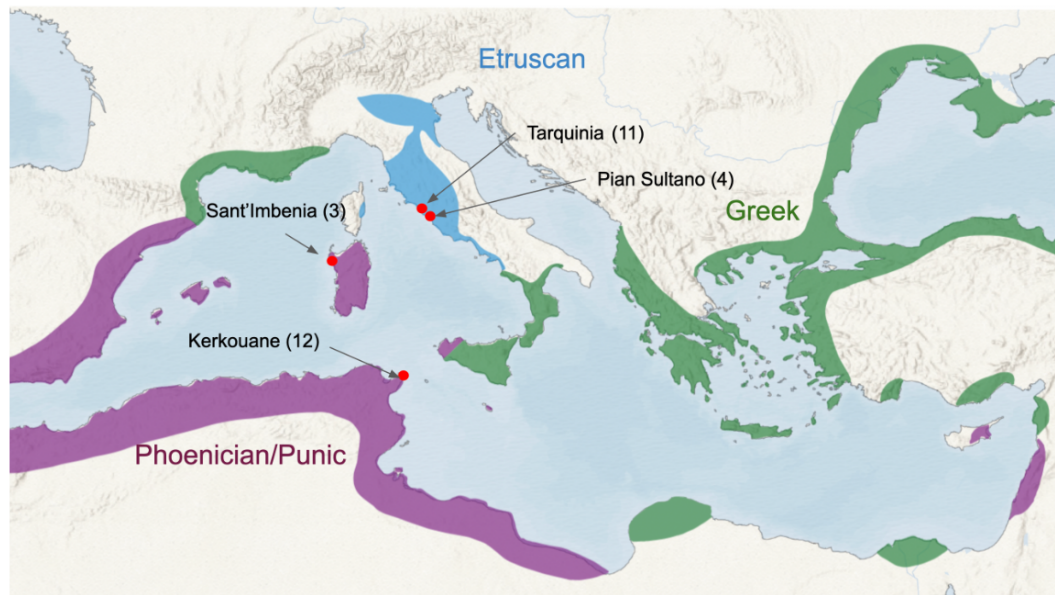 Etruscan
Tarquinia (11)
Pian Sultano (4)
Sant'Imbenia (3)
Greek
Kerkouane (12)
Phoenician/Punic